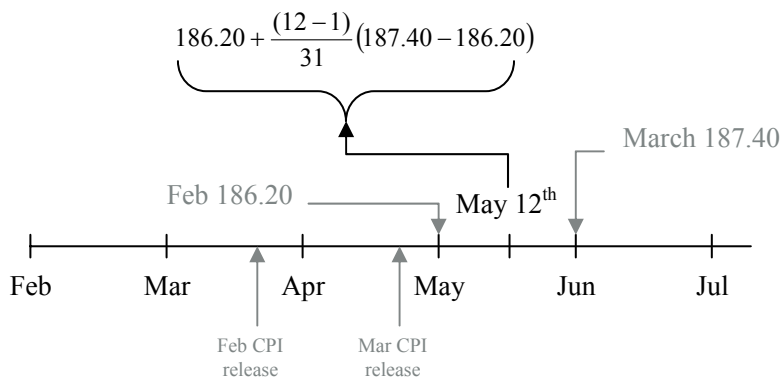 186.20 + (12 − 1)/31 (187.40 − 186.20)
March 187.40
Feb 186.20
May 12th
Feb Mar Apr May Jun Jul
Feb CPI
release
Mar CPI
release